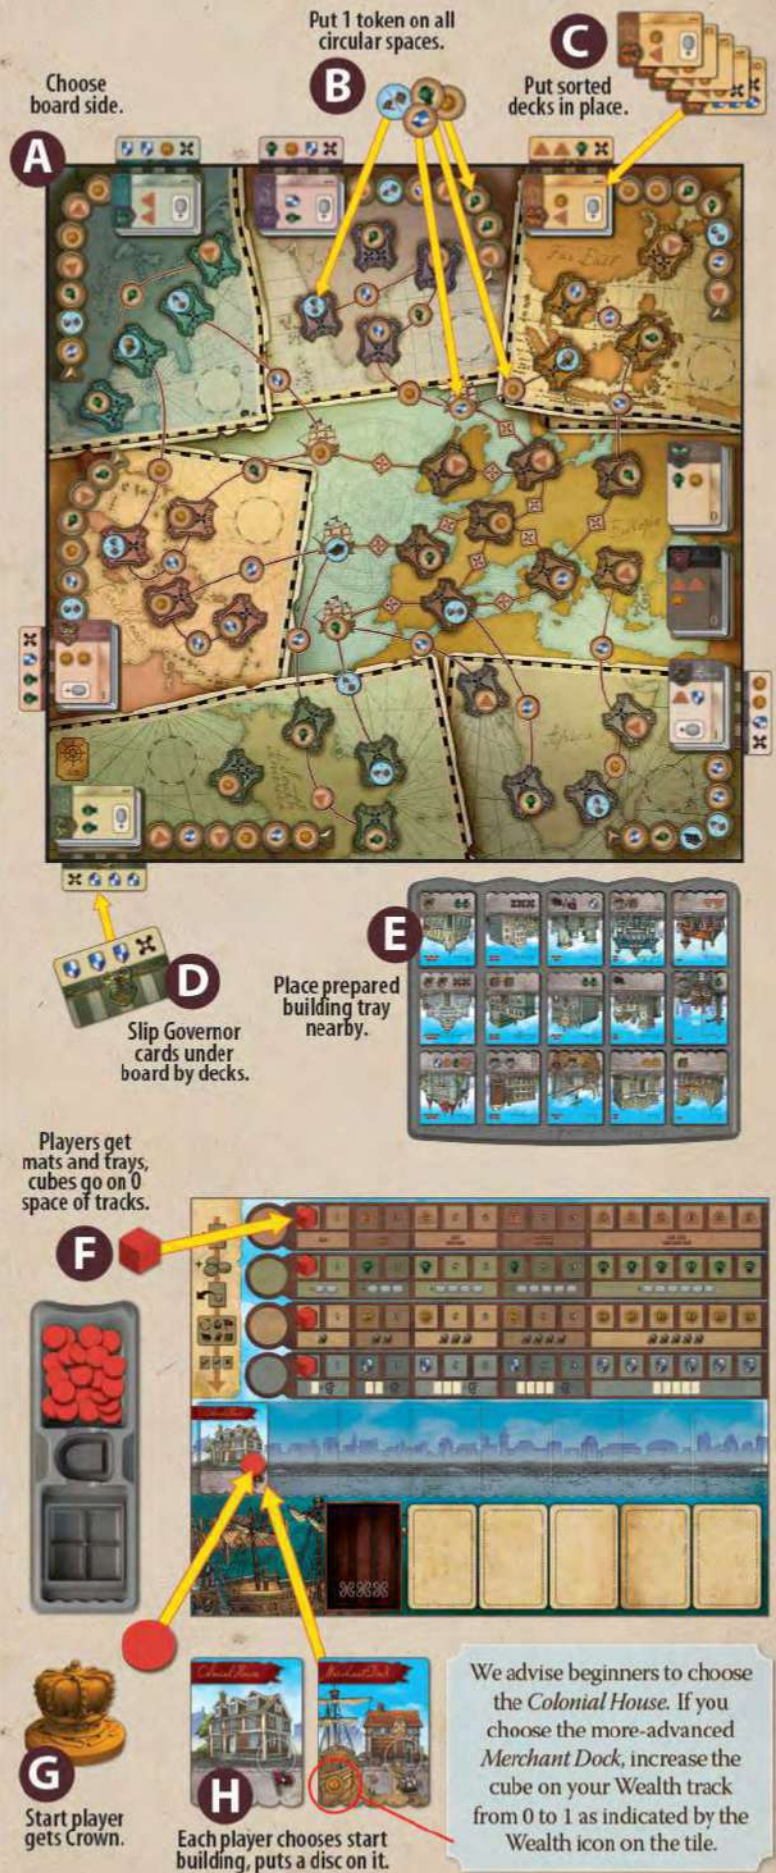 Put 1 token on all
circular spaces.
C
B
Choose
board side.
Put sorted
decks in place.
A
Far East
Europe
Africa
E
D
Place prepared
building tray
nearby.
Slip Governor
cards under
board by decks.
Players get
mats and trays,
cubes go on 0
space of tracks.
F
Colonial House
Colonial House
Merchant Dock
G
Start player
gets Crown.
H
Each player chooses start
building, puts a disc on it.
We advise beginners to choose
the Colonial House. If you
choose the more-advanced
Merchant Dock, increase the
cube on your Wealth track
from 0 to 1 as indicated by the
Wealth icon on the tile.